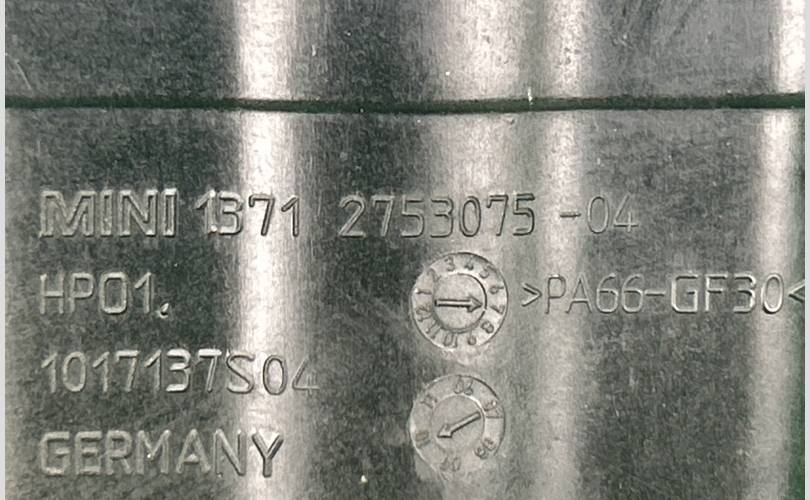 MINI 1371 2753075 -04
HP01.
>PA66-GF30<
1017137S04
GERMANY